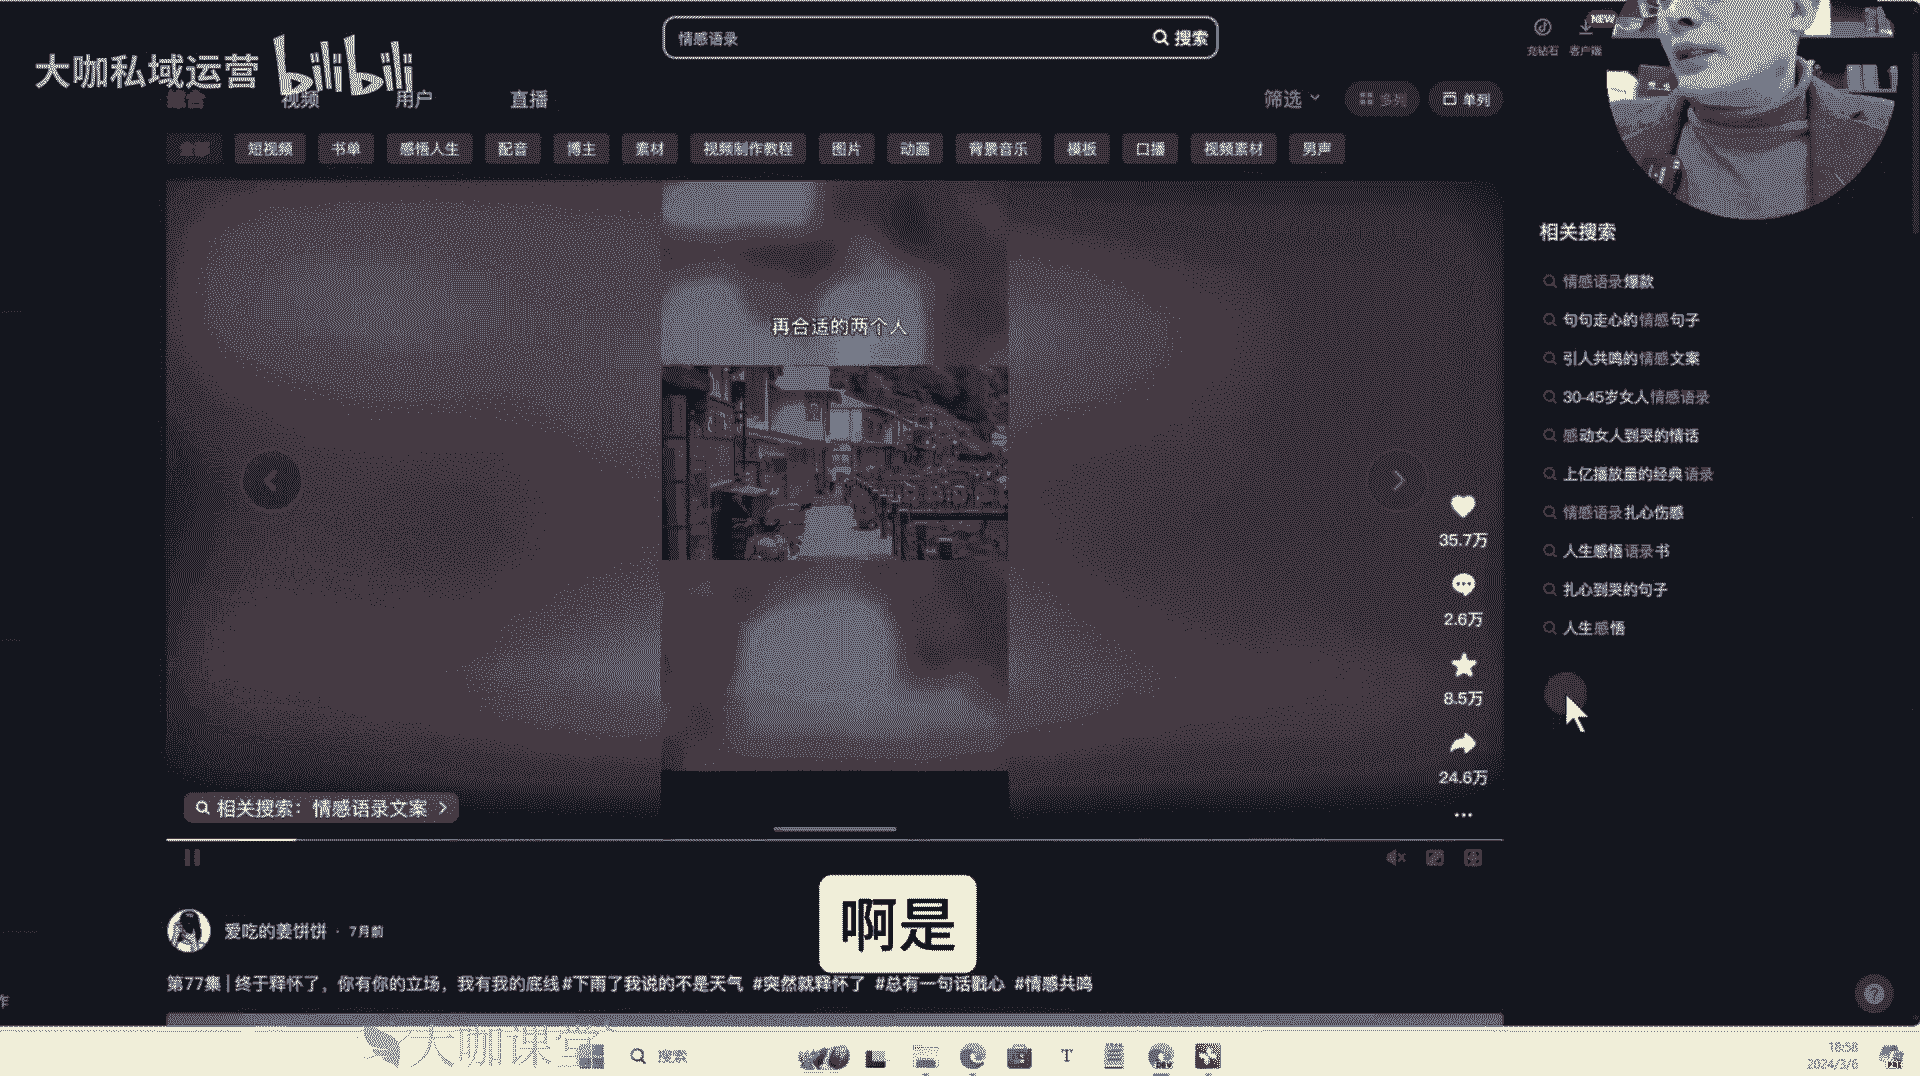 情感语录
搜索
充钻石
客户端
NEW
大咖私域运营 bilibili
综合
视频
用户
直播
筛选
多列
单列
全部
短视频
书单
感悟人生
配音
博主
素材
视频制作教程
图片
动画
背景音乐
模板
口播
视频素材
男声
再合适的两个人
相关搜索
情感语录爆款
句句走心的情感句子
引人共鸣的情感文案
30-45岁女人情感语录
感动女人到哭的情话
上亿播放量的经典语录
情感语录扎心伤感
人生感悟语录书
扎心到哭的句子
人生感悟
35.7万
2.6万
8.5万
24.6万
相关搜索：情感语录文案
啊是
爱吃的姜饼饼 · 7月前
第77集 | 终于释怀了，你有你的立场，我有我的底线#下雨了我说的不是天气 #突然就释怀了 #总有一句话戳心 #情感共鸣
作
大咖课堂
搜索
18:58
2024/3/6